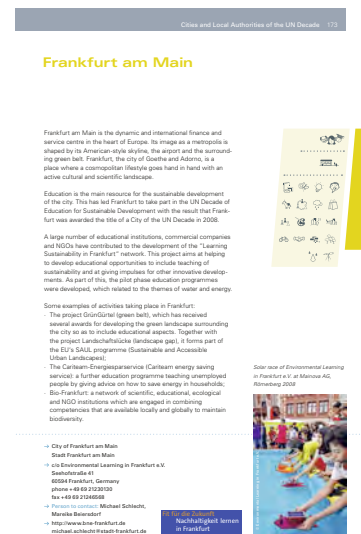 Cities and Local Authorities of the UN Decade 173
Frankfurt am Main
Frankfurt am Main is the dynamic and international finance and
service centre in the heart of Europe. Its image as a metropolis is
shaped by its American-style skyline, the airport and the surround-
ing green belt. Frankfurt, the city of Goethe and Adorno, is a
place where a cosmopolitan lifestyle goes hand in hand with an
active cultural and scientific landscape.
Education is the main resource for the sustainable development
of the city. This has led Frankfurt to take part in the UN Decade of
Education for Sustainable Development with the result that Frank-
furt was awarded the title of a City of the UN Decade in 2008.
A large number of educational institutions, commercial companies
and NGOs have contributed to the development of the "Learning
Sustainability in Frankfurt" network. This project aims at helping
to develop educational opportunities to include teaching of
sustainability and at giving impulses for other innovative develop-
ments. As part of this, the pilot phase education programmes
were developed, which related to the themes of water and energy.
Some examples of activities taking place in Frankfurt:
- The project GrünGürtel (green belt), which has received
several awards for developing the green landscape surrounding
the city so as to include educational aspects. Together with
the project Landschaftslücke (landscape gap), it forms part of
the EU's SAUL programme (Sustainable and Accessible
Urban Landscapes);
- The Cariteam-Energiesparservice (Cariteam energy saving
service): a further education programme teaching unemployed
people by giving advice on how to save energy in households;
- Bio-Frankfurt: a network of scientific, educational, ecological
and NGO institutions which are engaged in combining
competencies that are available locally and globally to maintain
biodiversity.
Solar race of Environmental Learning
in Frankfurt e.V. at Mainova AG,
Römerberg 2008
→ City of Frankfurt am Main
Stadt Frankfurt am Main
→ c/o Environmental Learning in Frankfurt e.V.
Seehofstraße 41
60594 Frankfurt, Germany
phone +49 69 21230130
fax +49 69 21246568
→ Person to contact: Michael Schlecht,
Mareike Beiersdorf
→ http://www.bne-frankfurt.de
michael.schlecht@stadt-frankfurt.de
Fit für die Zukunft
Nachhaltigkeit lernen
in Frankfurt